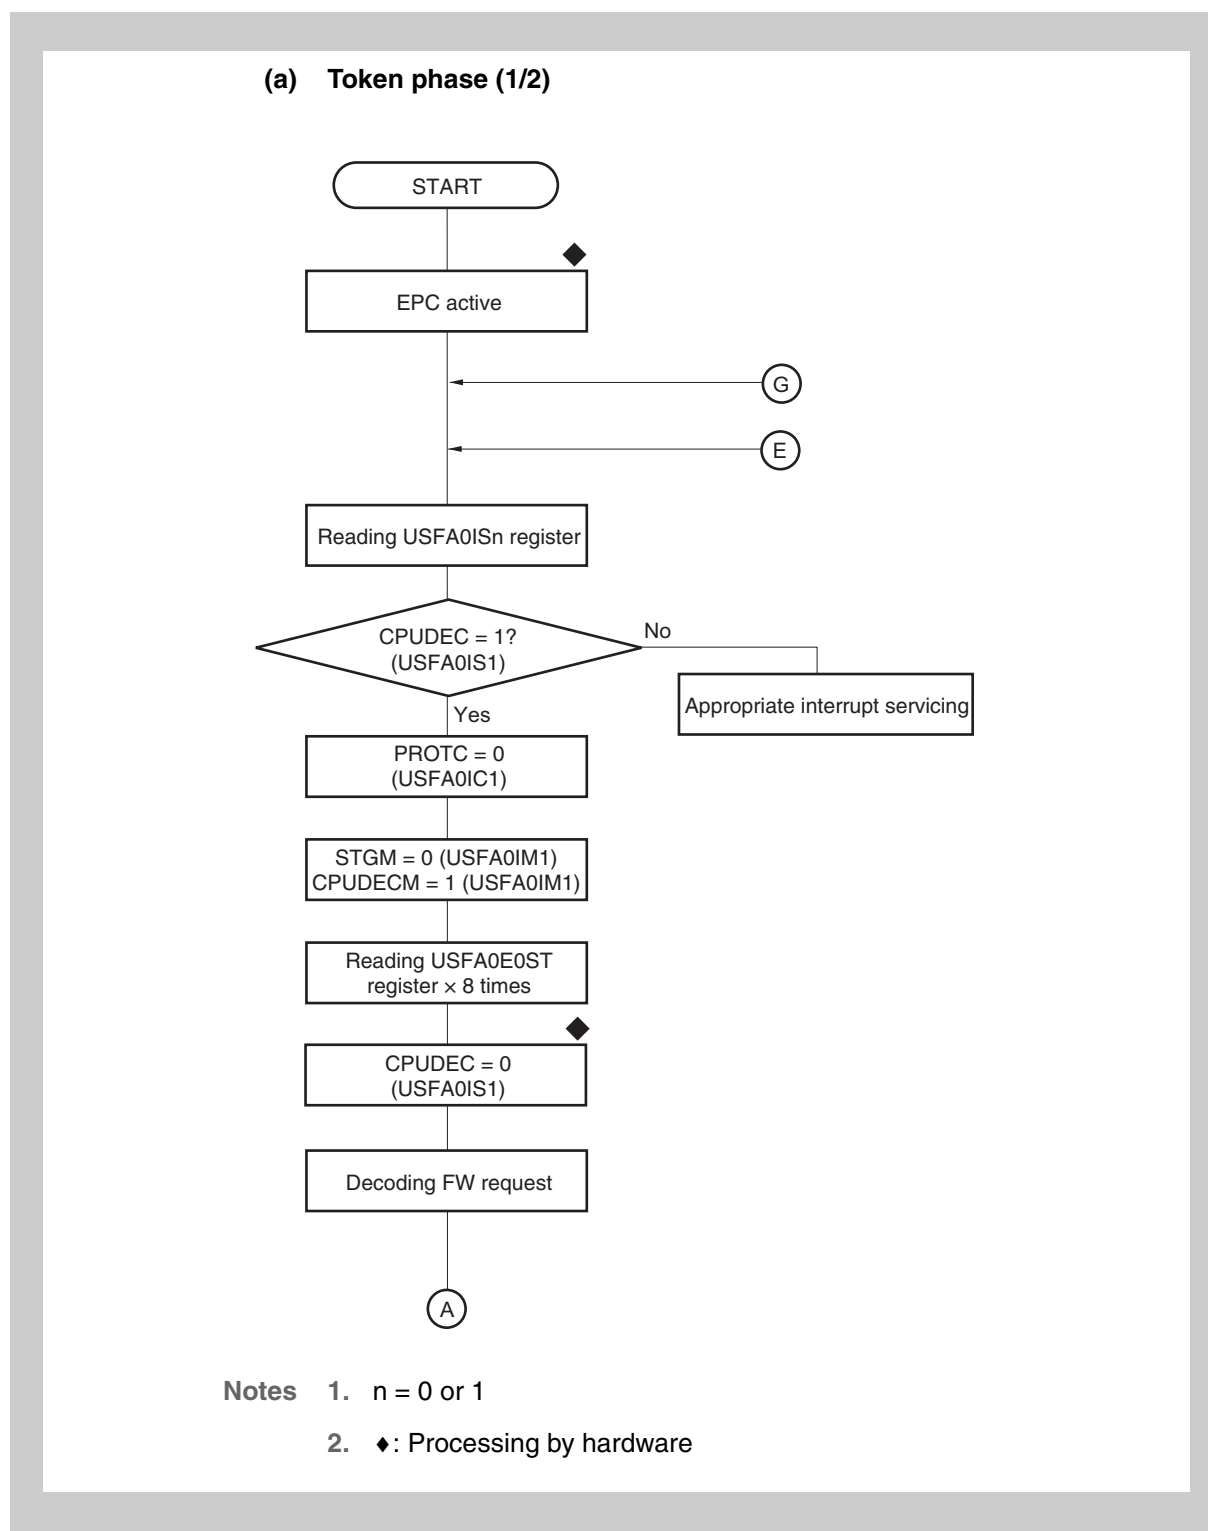 (a) Token phase (1/2)
START
EPC active
G
E
Reading USFA0ISn register
CPUDEC = 1?
(USFA0IS1)
No
Appropriate interrupt servicing
Yes
PROTC = 0
(USFA0IC1)
STGM = 0 (USFA0IM1)
CPUDECM = 1 (USFA0IM1)
Reading USFA0E0ST
register × 8 times
CPUDEC = 0
(USFA0IS1)
Decoding FW request
A
Notes 1. n = 0 or 1
2. ♦: Processing by hardware